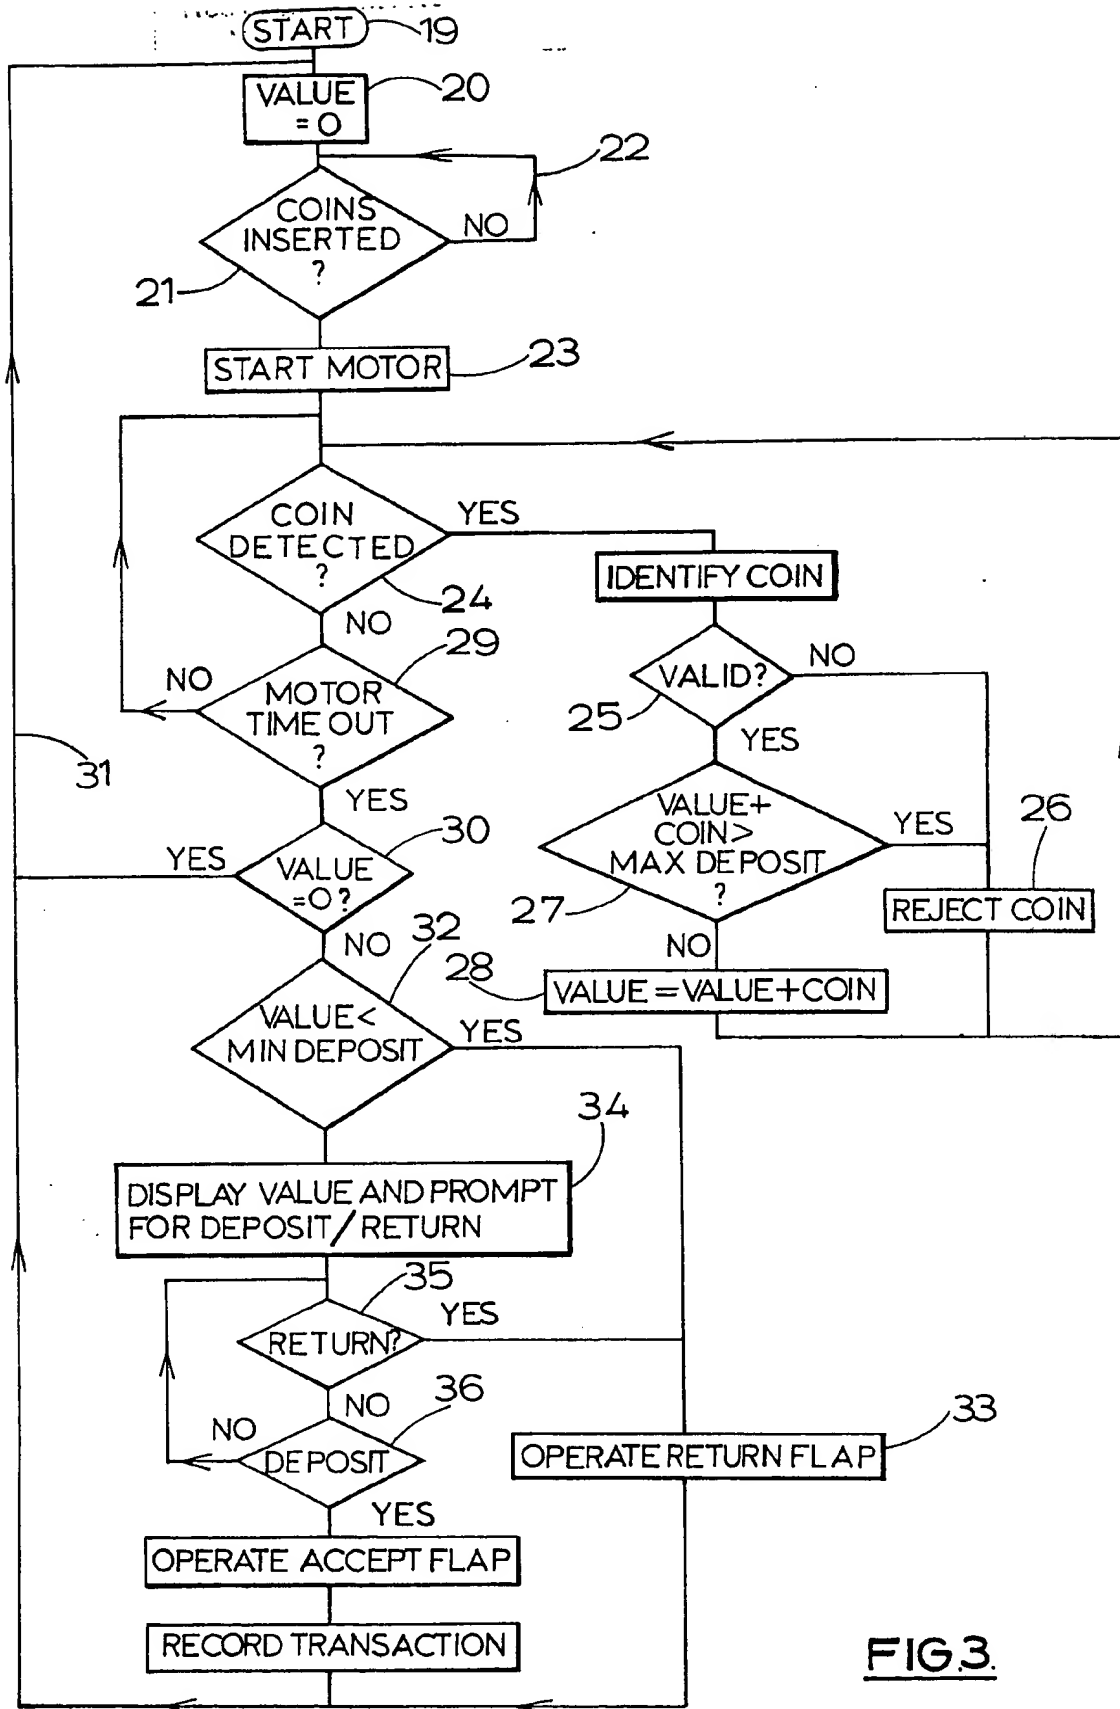 START
19
VALUE
= 0
20
22
COINS
INSERTED
?
NO
21
START MOTOR
23
COIN
DETECTED
?
YES
24
NO
IDENTIFY COIN
29
NO
MOTOR
TIME OUT
?
VALID?
NO
25
YES
31
YES
VALUE+
COIN>
MAX DEPOSIT
?
YES
26
27
REJECT COIN
30
YES
VALUE
=0?
NO
NO
28
VALUE=VALUE+COIN
32
VALUE<
MIN DEPOSIT
YES
34
DISPLAY VALUE AND PROMPT
FOR DEPOSIT/RETURN
35
RETURN?
YES
NO
36
NO
DEPOSIT
YES
33
OPERATE RETURN FLAP
OPERATE ACCEPT FLAP
RECORD TRANSACTION
FIG.3.